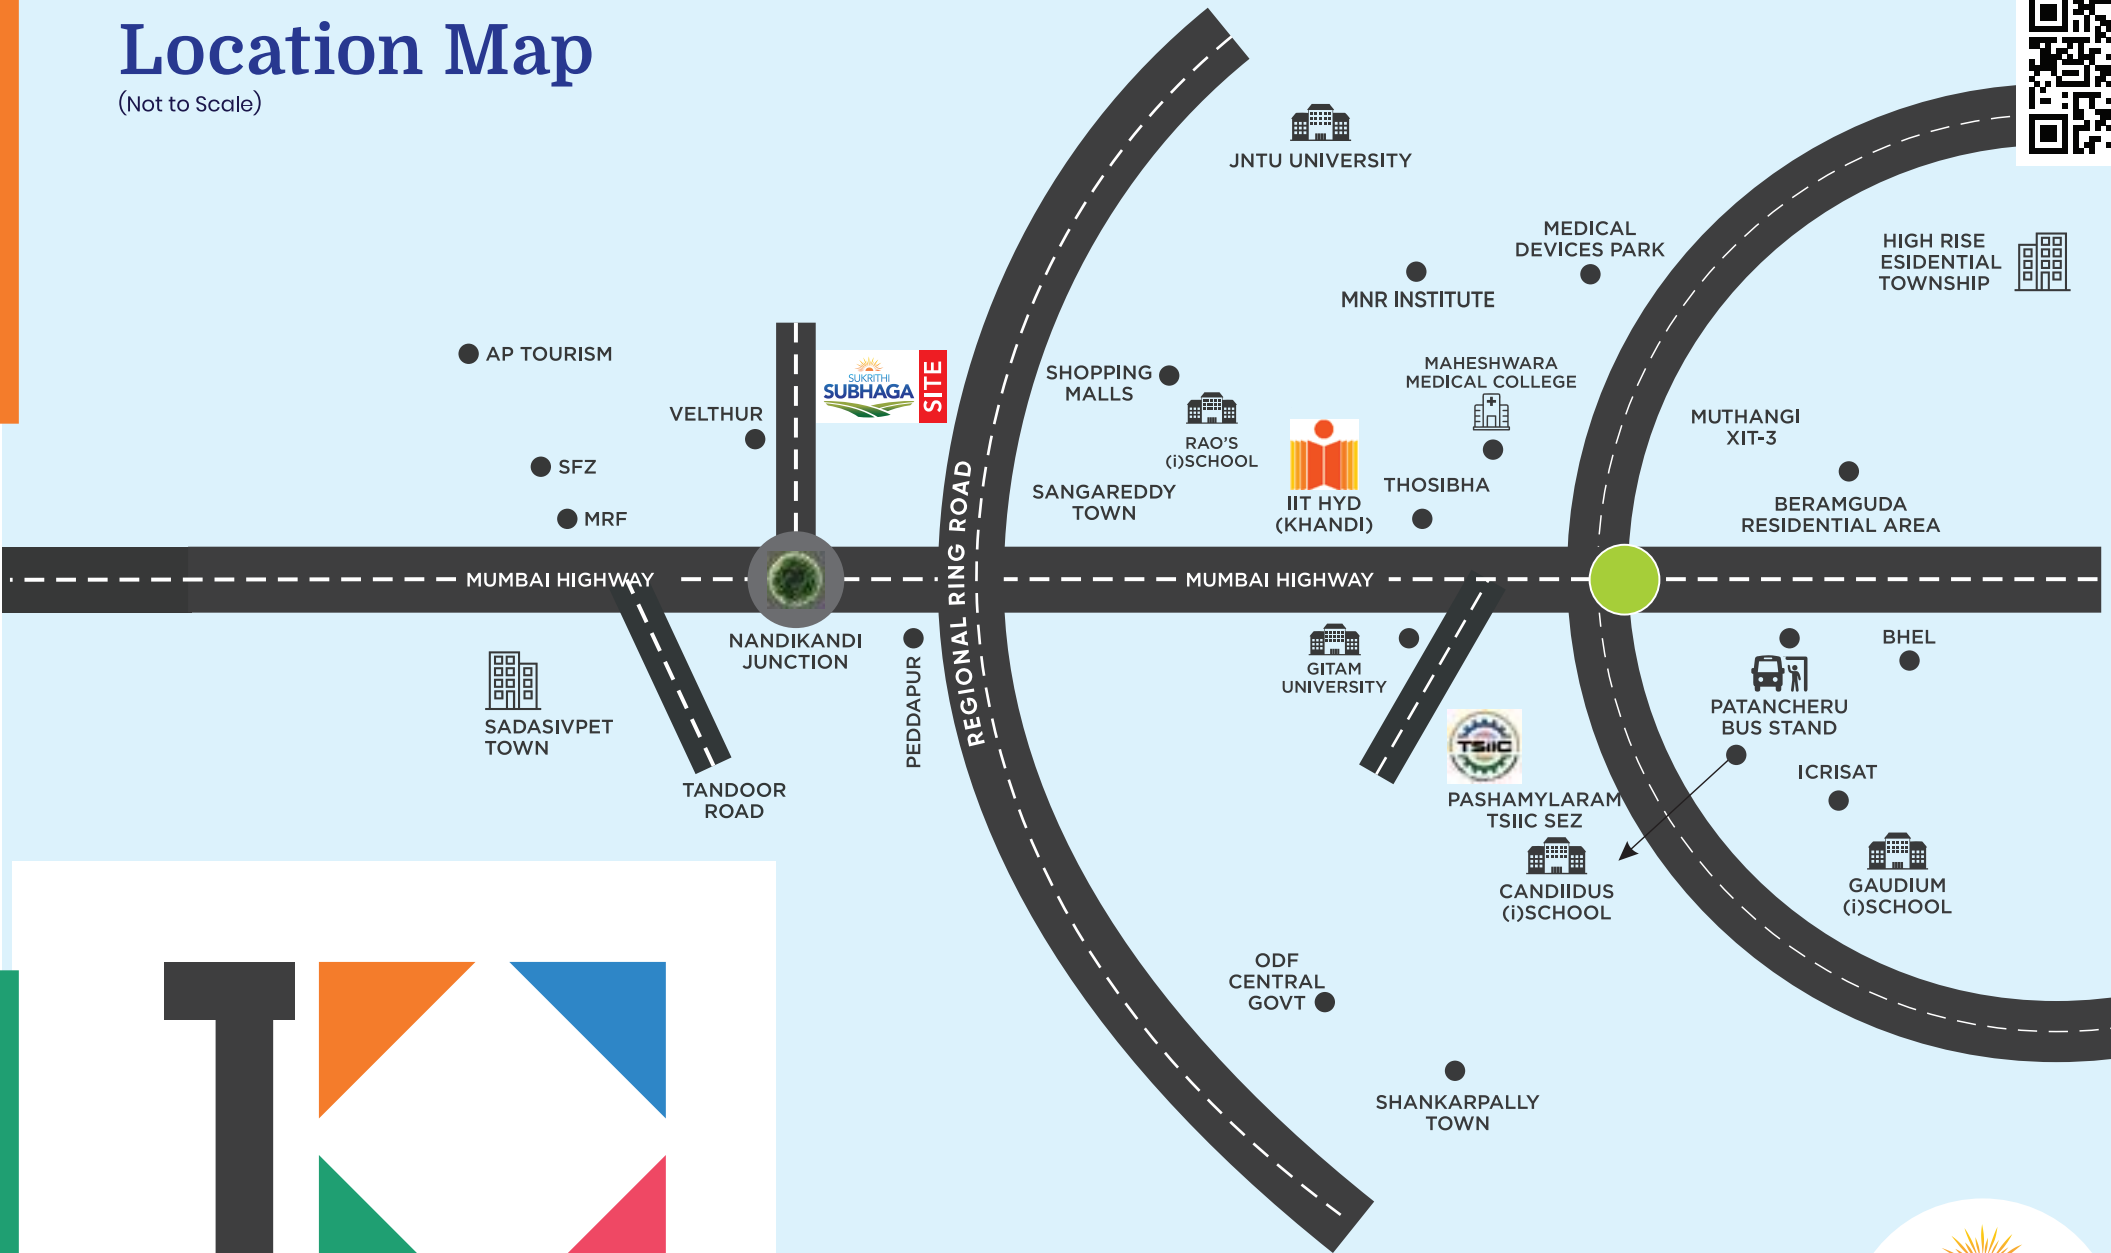 Location Map
(Not to Scale)
JNTU UNIVERSITY
MEDICAL
DEVICES PARK
HIGH RISE
ESIDENTIAL
TOWNSHIP
MNR INSTITUTE
AP TOURISM
SUKRITHI
SUBHAGA
SITE
SHOPPING
MALLS
MAHESHWARA
MEDICAL COLLEGE
VELTHUR
RAO'S
(i)SCHOOL
MUTHANGI
XIT-3
SFZ
SANGAREDDY
TOWN
IIT HYD
(KHANDI)
THOSIBHA
BERAMGUDA
RESIDENTIAL AREA
MRF
MUMBAI HIGHWAY
REGIONAL RING ROAD
MUMBAI HIGHWAY
NANDIKANDI
JUNCTION
PEDDAPUR
GITAM
UNIVERSITY
BHEL
SADASIVPET
TOWN
TSIIC
PATANCHERU
BUS STAND
TANDOOR
ROAD
PASHAMYLARAM
TSIIC SEZ
ICRISAT
CANDIIDUS
(i)SCHOOL
GAUDIUM
(i)SCHOOL
ODF
CENTRAL
GOVT
SHANKARPALLY
TOWN